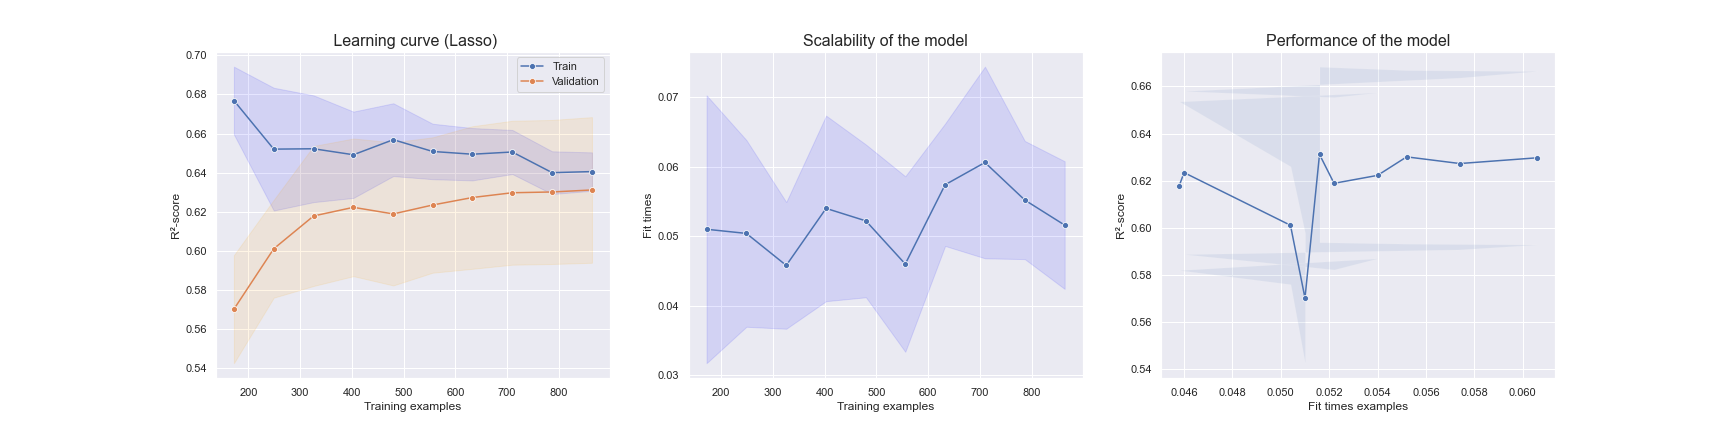 Learning curve (Lasso)
0.70
0.68
0.66
0.64
0.62
0.60
0.58
0.56
0.54
R²-score
200 300 400 500 600 700 800
Training examples
Train
Validation
Scalability of the model
0.07
0.06
0.05
0.04
0.03
Fit times
200 300 400 500 600 700 800
Training examples
Performance of the model
0.66
0.64
0.62
0.60
0.58
0.56
0.54
R²-score
0.046 0.048 0.050 0.052 0.054 0.056 0.058 0.060
Fit times examples